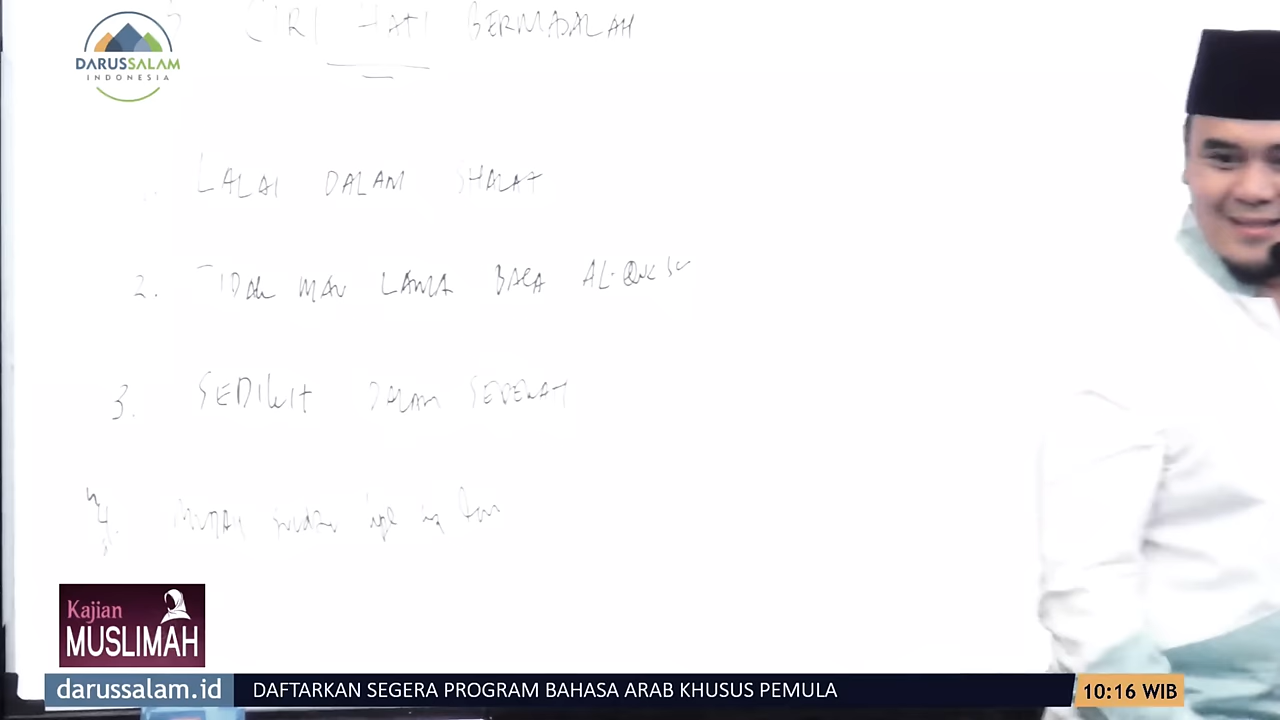 CIRI HATI BERMASALAH
DARUSSALAM
INDONESIA
LALAI DALAM SHALAT
2. TIDAK MAU LAMA BACA AL-QUR'AN
3. SEDIKIT DALAM SEDEKAH
4. MULAI
Kajian
MUSLIMAH
darussalam.id
DAFTARKAN SEGERA PROGRAM BAHASA ARAB KHUSUS PEMULA
10:16 WIB